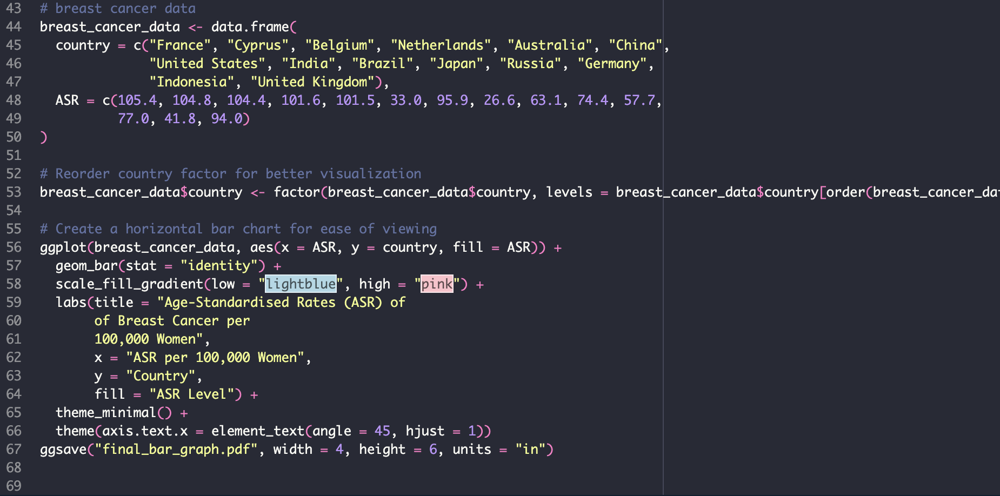 43 # breast cancer data
44 breast_cancer_data <- data.frame(
45   country = c("France", "Cyprus", "Belgium", "Netherlands", "Australia", "China",
46               "United States", "India", "Brazil", "Japan", "Russia", "Germany",
47               "Indonesia", "United Kingdom"),
48   ASR = c(105.4, 104.8, 104.4, 101.6, 101.5, 33.0, 95.9, 26.6, 63.1, 74.4, 57.7,
49           77.0, 41.8, 94.0)
50 )
51
52 # Reorder country factor for better visualization
53 breast_cancer_data$country <- factor(breast_cancer_data$country, levels = breast_cancer_data$country[order(breast_cancer_da
54
55 # Create a horizontal bar chart for ease of viewing
56 ggplot(breast_cancer_data, aes(x = ASR, y = country, fill = ASR)) +
57   geom_bar(stat = "identity") +
58   scale_fill_gradient(low = "lightblue", high = "pink") +
59   labs(title = "Age-Standardised Rates (ASR) of
60        of Breast Cancer per
61        100,000 Women",
62        x = "ASR per 100,000 Women",
63        y = "Country",
64        fill = "ASR Level") +
65   theme_minimal() +
66   theme(axis.text.x = element_text(angle = 45, hjust = 1))
67 ggsave("final_bar_graph.pdf", width = 4, height = 6, units = "in")
68
69